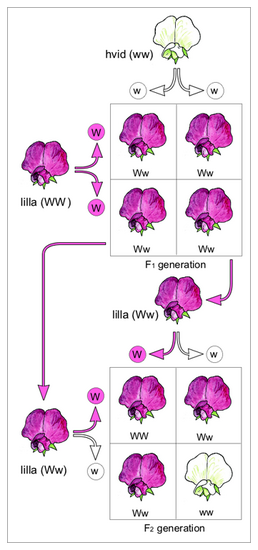 hvid (ww)
w w
W
Ww Ww
lilla (WW)
W
Ww Ww
F1 generation
lilla (Ww)
W w
W
WW Ww
lilla (Ww)
w
Ww ww
F2 generation